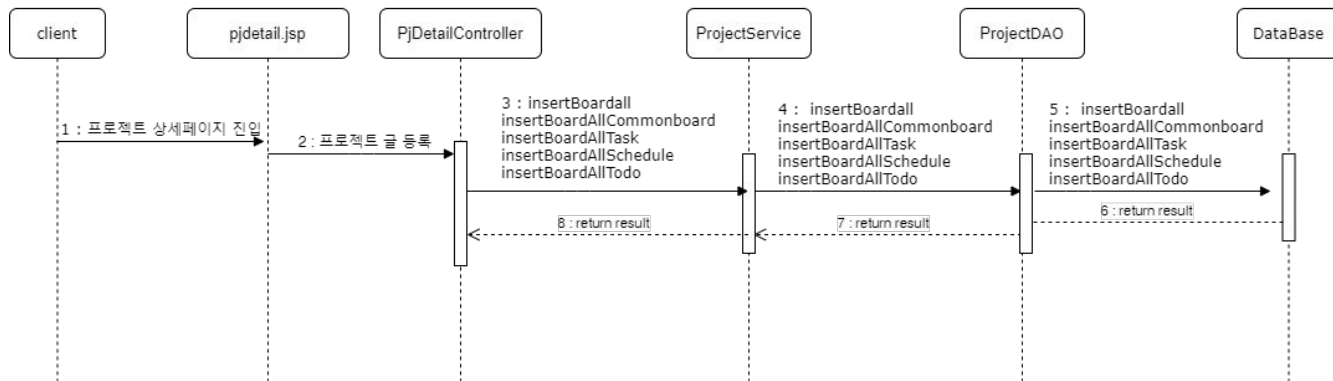 client
pjdetail.jsp
PjDetailController
ProjectService
ProjectDAO
DataBase
1 : 프로젝트 상세페이지 진입
2 : 프로젝트 글 등록
3 : insertBoardall
insertBoardAllCommonboard
insertBoardAllTask
insertBoardAllSchedule
insertBoardAllTodo
4 : insertBoardall
insertBoardAllCommonboard
insertBoardAllTask
insertBoardAllSchedule
insertBoardAllTodo
5 : insertBoardall
insertBoardAllCommonboard
insertBoardAllTask
insertBoardAllSchedule
insertBoardAllTodo
6 : return result
7 : return result
8 : return result